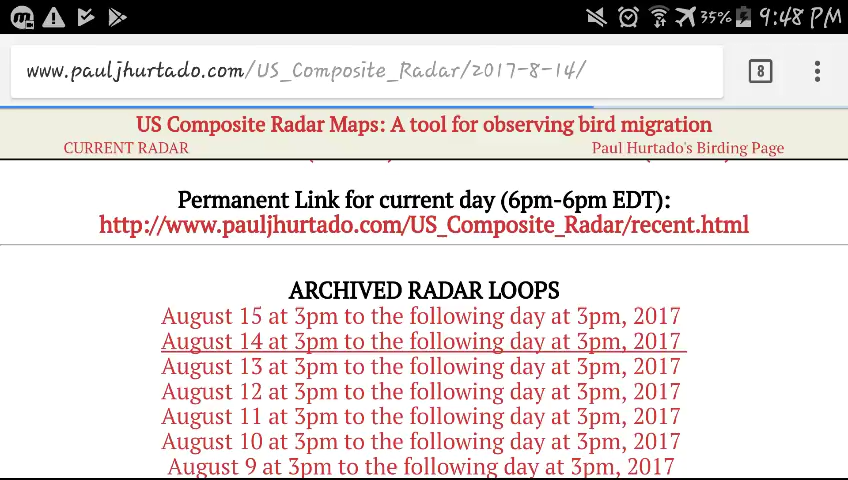 35% 9:48 PM
www.pauljhurtado.com/US_Composite_Radar/2017-8-14/
8
US Composite Radar Maps: A tool for observing bird migration
CURRENT RADAR Paul Hurtado's Birding Page
Permanent Link for current day (6pm-6pm EDT):
http://www.pauljhurtado.com/US_Composite_Radar/recent.html
ARCHIVED RADAR LOOPS
August 15 at 3pm to the following day at 3pm, 2017
August 14 at 3pm to the following day at 3pm, 2017
August 13 at 3pm to the following day at 3pm, 2017
August 12 at 3pm to the following day at 3pm, 2017
August 11 at 3pm to the following day at 3pm, 2017
August 10 at 3pm to the following day at 3pm, 2017
August 9 at 3pm to the following day at 3pm, 2017